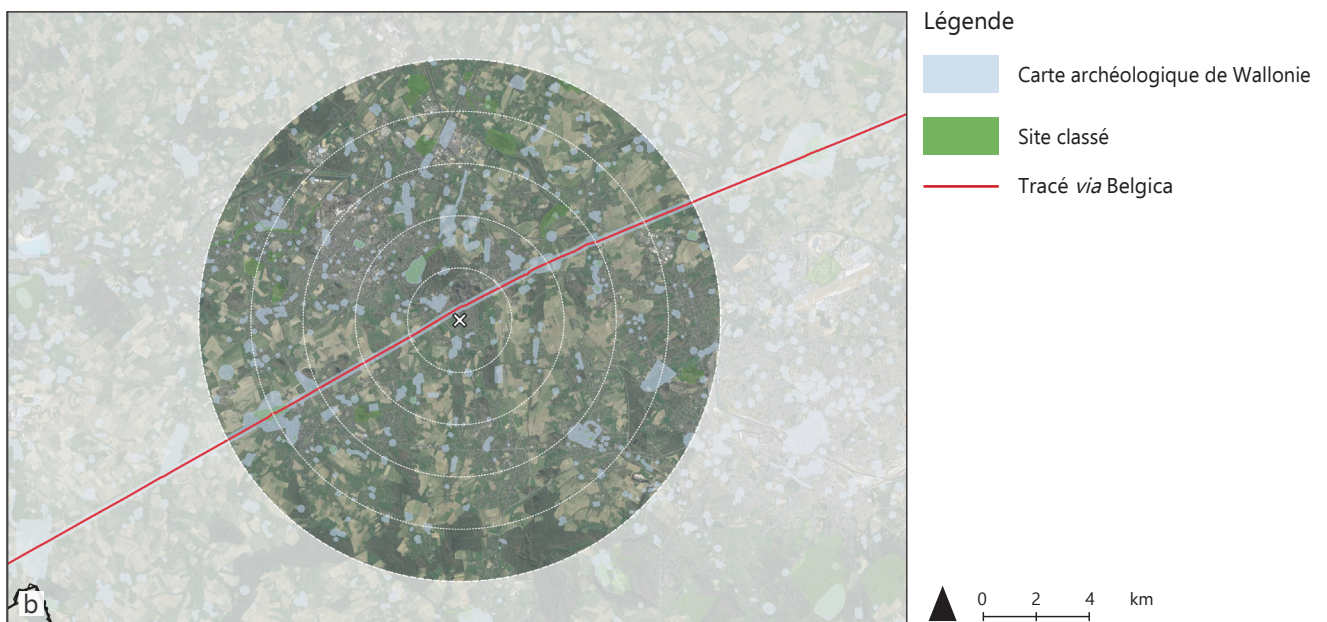 Légende
Carte archéologique de Wallonie
Site classé
Tracé via Belgica
b
0 2 4 km